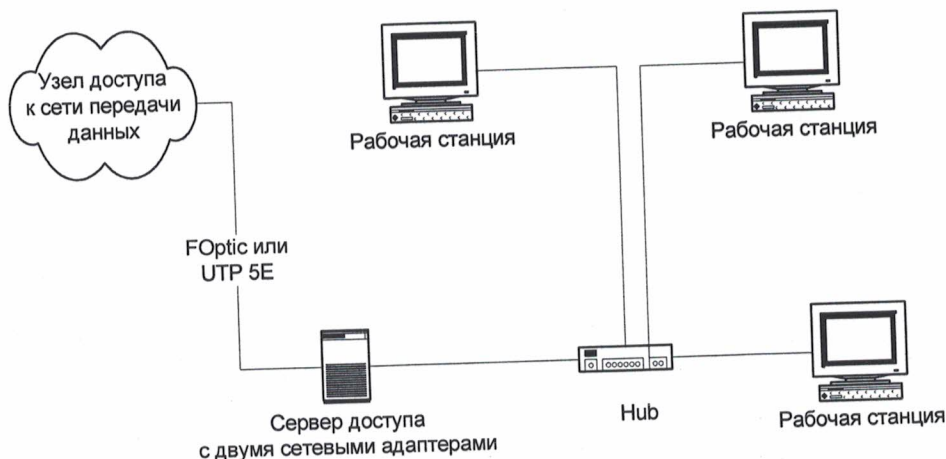 Узел доступа
к сети передачи
данных
Рабочая станция
Рабочая станция
FOptic или
UTP 5E
Сервер доступа
с двумя сетевыми адаптерами
Hub
Рабочая станция